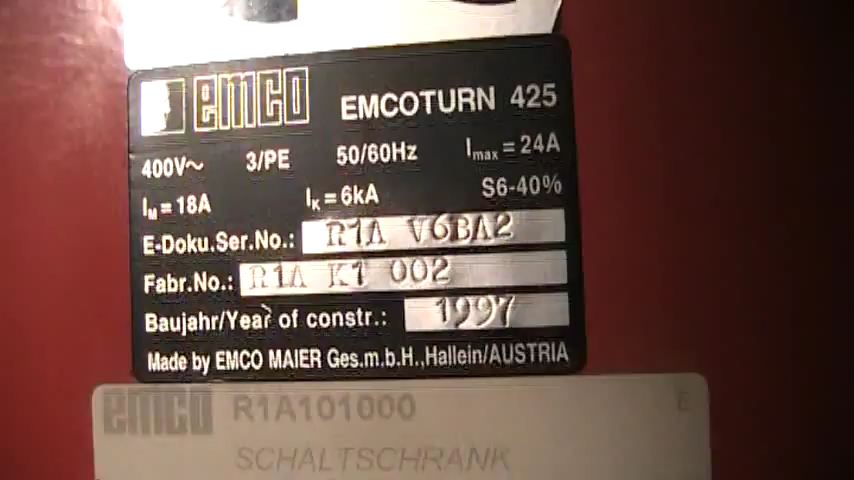 emco EMCOTURN 425
400V~ 3/PE 50/60Hz Imax = 24A
IM = 18A IK = 6kA S6-40%
E-Doku.Ser.No.: R1A V6BA2
Fabr.No.: R1A K1 002
Baujahr/Year of constr.: 1997
Made by EMCO MAIER Ges.m.b.H.,Hallein/AUSTRIA
emco R1A101000 E
SCHALTSCHRANK